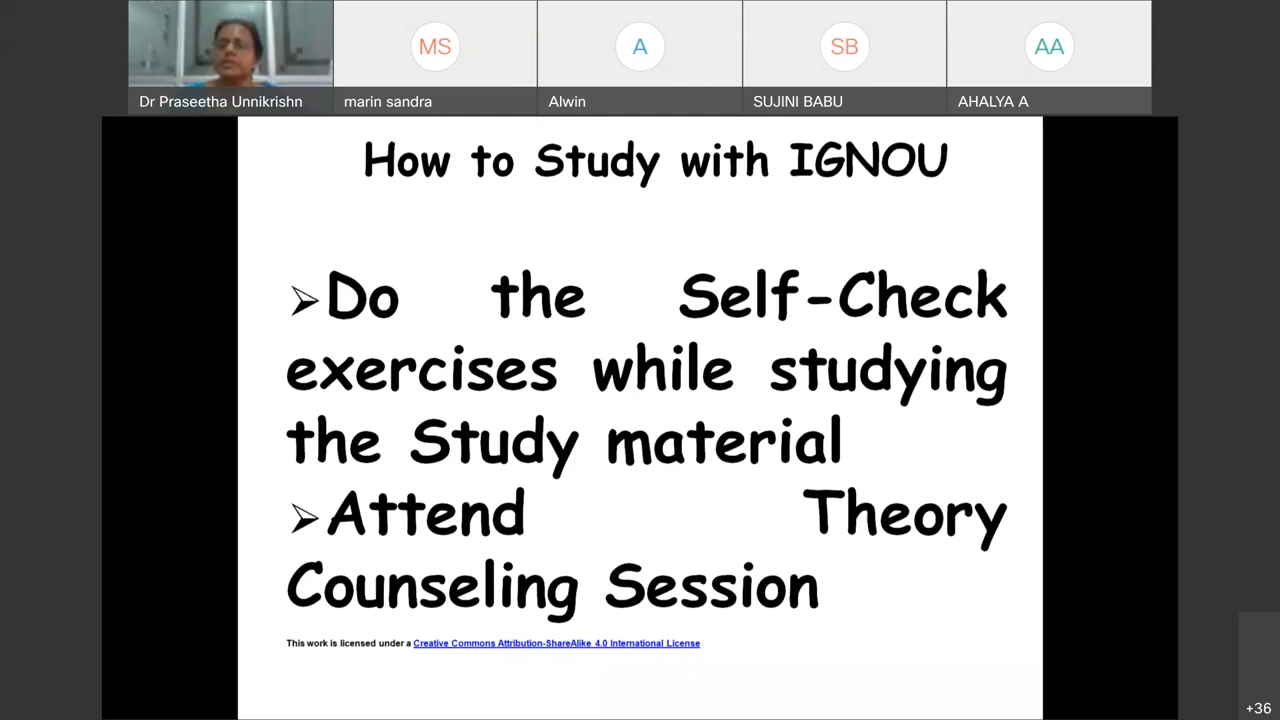 MS
A
SB
AA
Dr Praseetha Unnikrishn
marin sandra
Alwin
SUJINI BABU
AHALYA A
How to Study with IGNOU
➢Do the Self-Check
exercises while studying
the Study material
➢Attend Theory
Counseling Session
This work is licensed under a Creative Commons Attribution-ShareAlike 4.0 International License
+36